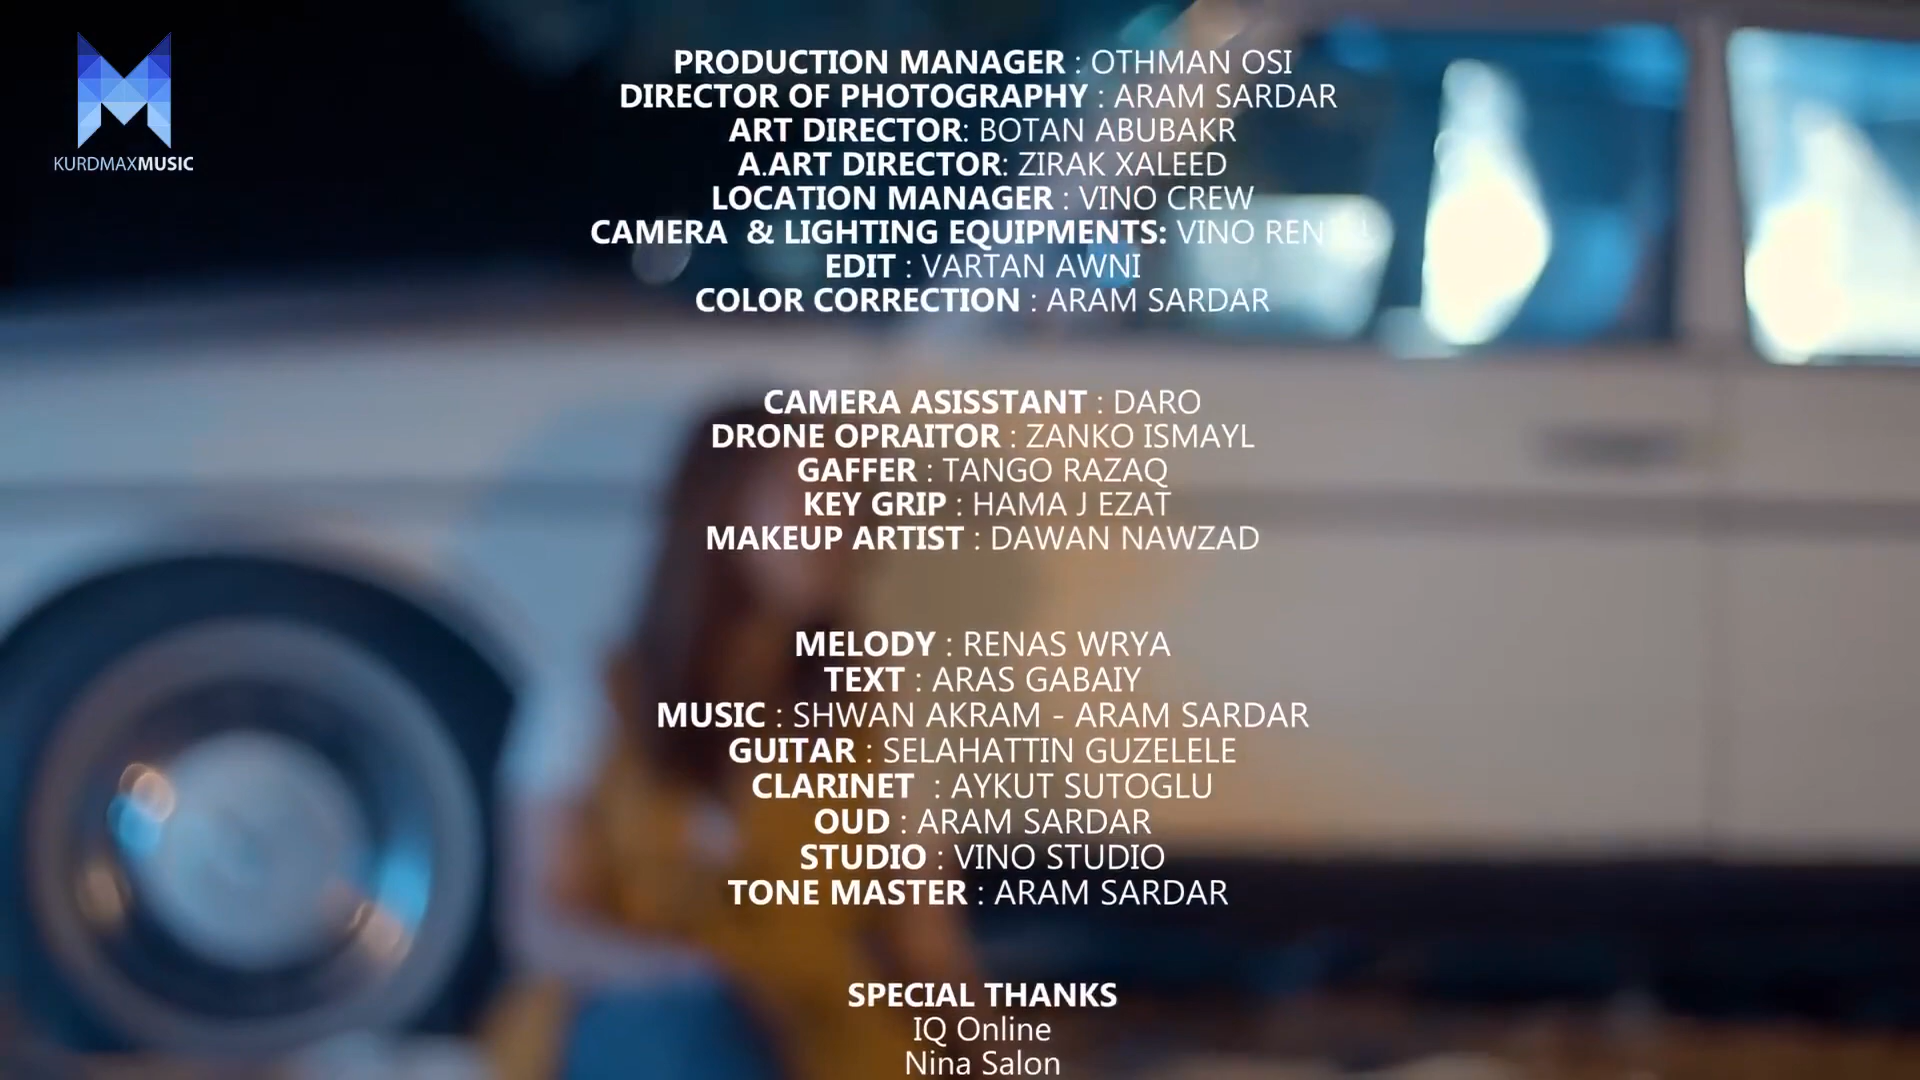 KURDMAXMUSIC
PRODUCTION MANAGER : OTHMAN OSI
DIRECTOR OF PHOTOGRAPHY : ARAM SARDAR
ART DIRECTOR: BOTAN ABUBAKR
A.ART DIRECTOR: ZIRAK XALEED
LOCATION MANAGER : VINO CREW
CAMERA & LIGHTING EQUIPMENTS: VINO
EDIT : VARTAN AWNI
COLOR CORRECTION : ARAM SARDAR
CAMERA ASISSTANT : DARO
DRONE OPRAITOR : ZANKO ISMAYL
GAFFER : TANGO RAZAQ
KEY GRIP : HAMA J EZAT
MAKEUP ARTIST : DAWAN NAWZAD
MELODY : RENAS WRYA
TEXT : ARAS GABAIY
MUSIC : SHWAN AKRAM - ARAM SARDAR
GUITAR : SELAHATTIN GUZELELE
CLARINET : AYKUT SUTOGLU
OUD : ARAM SARDAR
STUDIO : VINO STUDIO
TONE MASTER : ARAM SARDAR
SPECIAL THANKS
IQ Online
Nina Salon